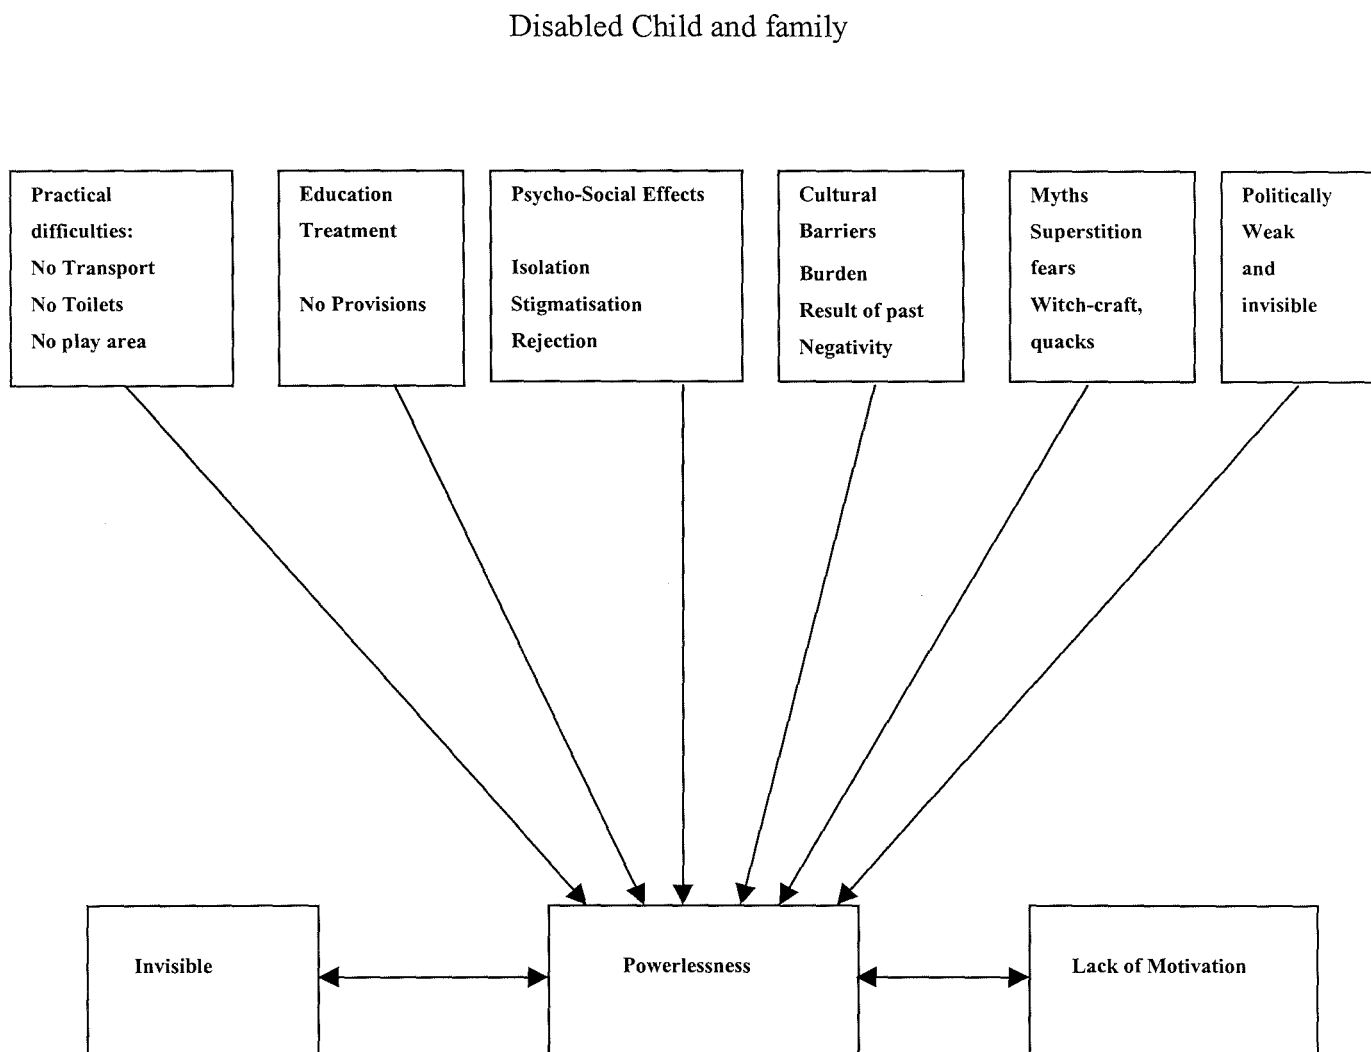 Disabled Child and family
Practical
difficulties:
No Transport
No Toilets
No play area
Education
Treatment
No Provisions
Psycho-Social Effects
Isolation
Stigmatisation
Rejection
Cultural
Barriers
Burden
Result of past
Negativity
Myths
Superstition
fears
Witch-craft,
quacks
Politically
Weak
and
invisible
Invisible
Powerlessness
Lack of Motivation